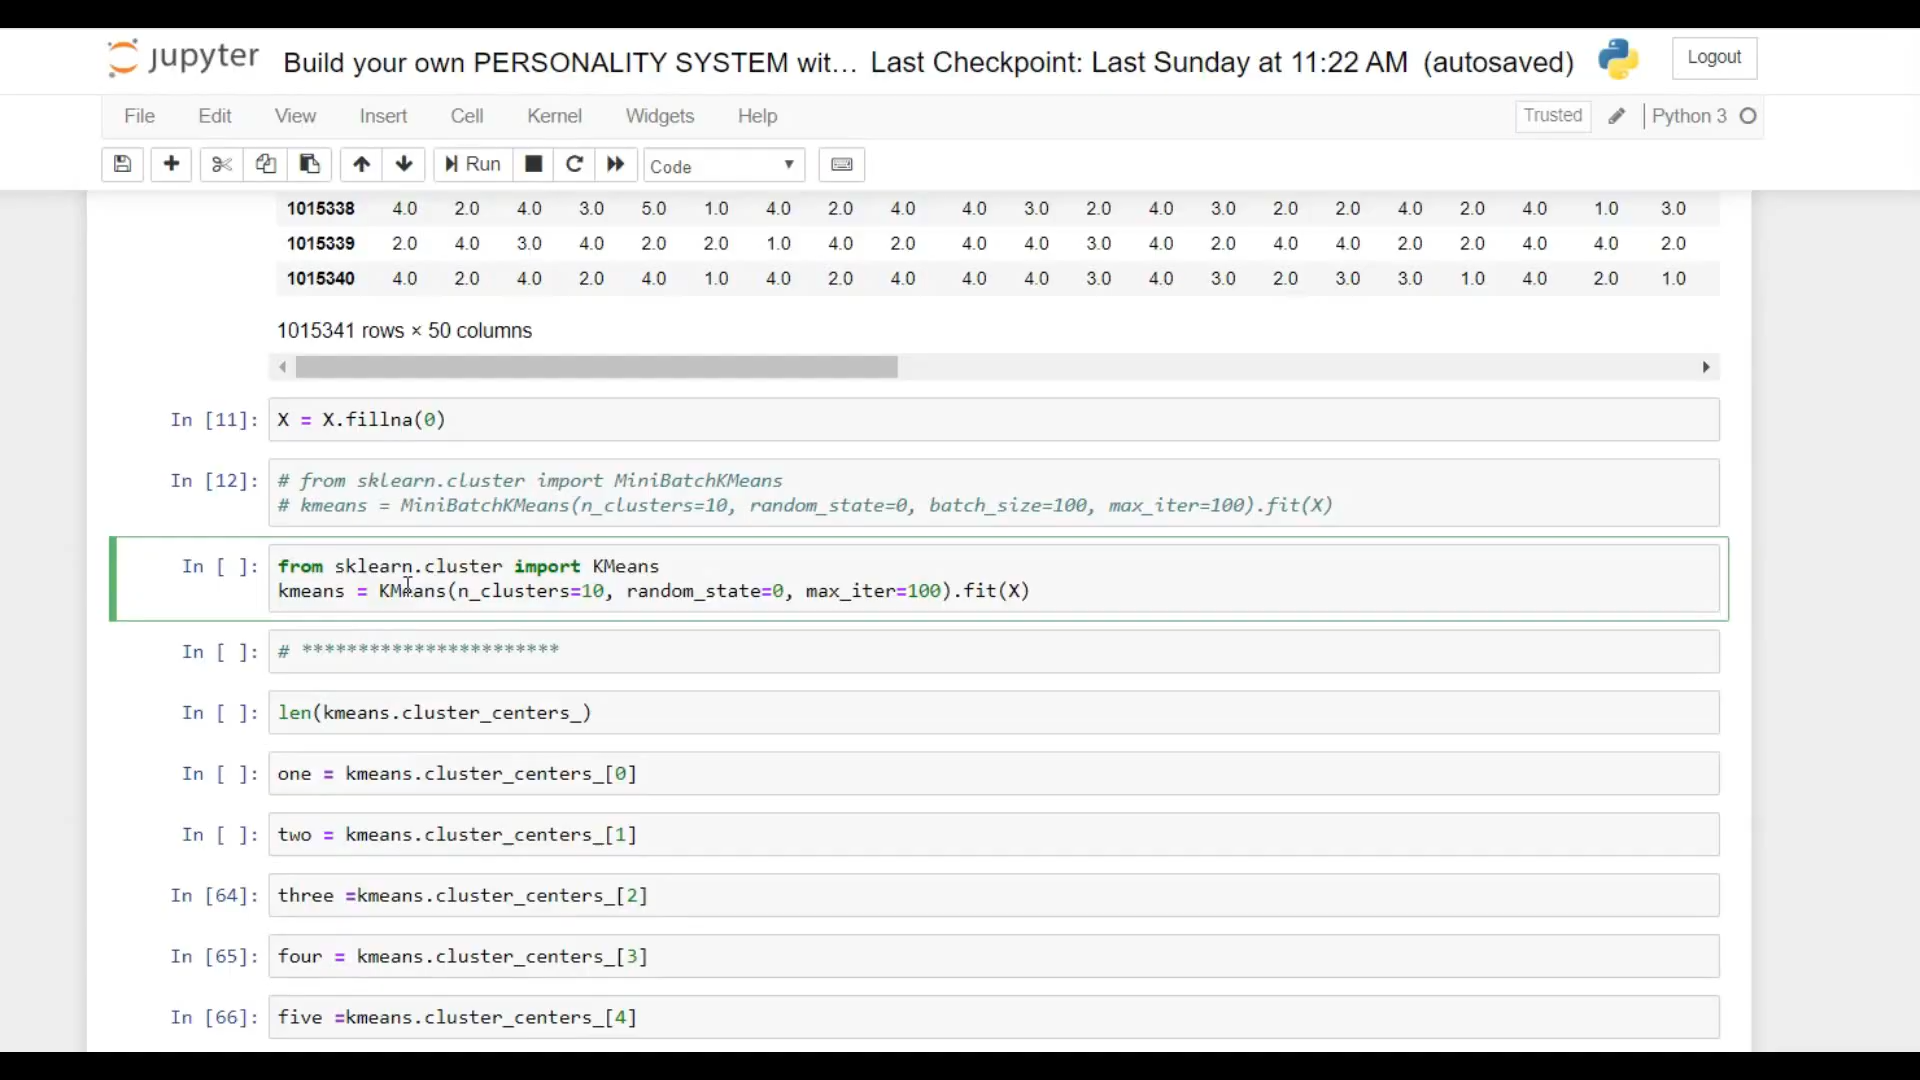 jupyter Build your own PERSONALITY SYSTEM wit... Last Checkpoint: Last Sunday at 11:22 AM (autosaved) Logout
File Edit View Insert Cell Kernel Widgets Help Trusted Python 3
Run Code
1015338 4.0 2.0 4.0 3.0 5.0 1.0 4.0 2.0 4.0 4.0 3.0 2.0 4.0 3.0 2.0 2.0 4.0 2.0 4.0 1.0 3.0
1015339 2.0 4.0 3.0 4.0 2.0 2.0 1.0 4.0 2.0 4.0 4.0 3.0 4.0 2.0 4.0 4.0 2.0 2.0 4.0 4.0 2.0
1015340 4.0 2.0 4.0 2.0 4.0 1.0 4.0 2.0 4.0 4.0 4.0 3.0 4.0 3.0 2.0 3.0 3.0 1.0 4.0 2.0 1.0
1015341 rows × 50 columns
In [11]: X = X.fillna(0)
In [12]: # from sklearn.cluster import MiniBatchKMeans
# kmeans = MiniBatchKMeans(n_clusters=10, random_state=0, batch_size=100, max_iter=100).fit(X)
In [ ]: from sklearn.cluster import KMeans
kmeans = KMeans(n_clusters=10, random_state=0, max_iter=100).fit(X)
In [ ]: # ***********************
In [ ]: len(kmeans.cluster_centers_)
In [ ]: one = kmeans.cluster_centers_[0]
In [ ]: two = kmeans.cluster_centers_[1]
In [64]: three =kmeans.cluster_centers_[2]
In [65]: four = kmeans.cluster_centers_[3]
In [66]: five =kmeans.cluster_centers_[4]